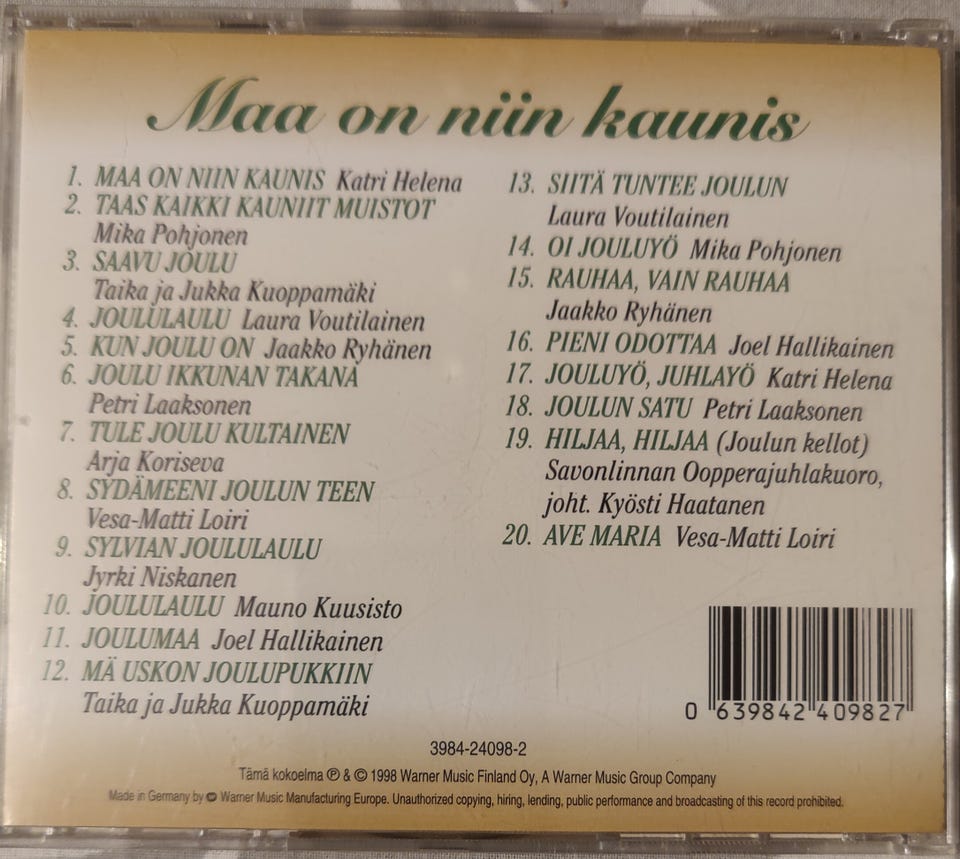 Maa on niin kaunis
1. MAA ON NIIN KAUNIS Katri Helena
2. TAAS KAIKKI KAUNIIT MUISTOT
Mika Pohjonen
3. SAAVU JOULU
Taika ja Jukka Kuoppamäki
4. JOULULAULU Laura Voutilainen
5. KUN JOULU ON Jaakko Ryhänen
6. JOULU IKKUNAN TAKANA
Petri Laaksonen
7. TULE JOULU KULTAINEN
Arja Koriseva
8. SYDÄMEENI JOULUN TEEN
Vesa-Matti Loiri
9. SYLVIAN JOULULAULU
Jyrki Niskanen
10. JOULULAULU Mauno Kuusisto
11. JOULUMAA Joel Hallikainen
12. MÄ USKON JOULUPUKKIIN
Taika ja Jukka Kuoppamäki
13. SIITÄ TUNTEE JOULUN
Laura Voutilainen
14. OI JOULUYÖ Mika Pohjonen
15. RAUHAA, VAIN RAUHAA
Jaakko Ryhänen
16. PIENI ODOTTAA Joel Hallikainen
17. JOULUYÖ, JUHLAYÖ Katri Helena
18. JOULUN SATU Petri Laaksonen
19. HILJAA, HILJAA (Joulun kellot)
Savonlinnan Oopperajuhlakuoro,
joht. Kyösti Haatanen
20. AVE MARIA Vesa-Matti Loiri
0 639842 409827
3984-24098-2
Tämä kokoelma ℗ & © 1998 Warner Music Finland Oy, A Warner Music Group Company
Made in Germany by Warner Music Manufacturing Europe. Unauthorized copying, hiring, lending, public performance and broadcasting of this record prohibited.